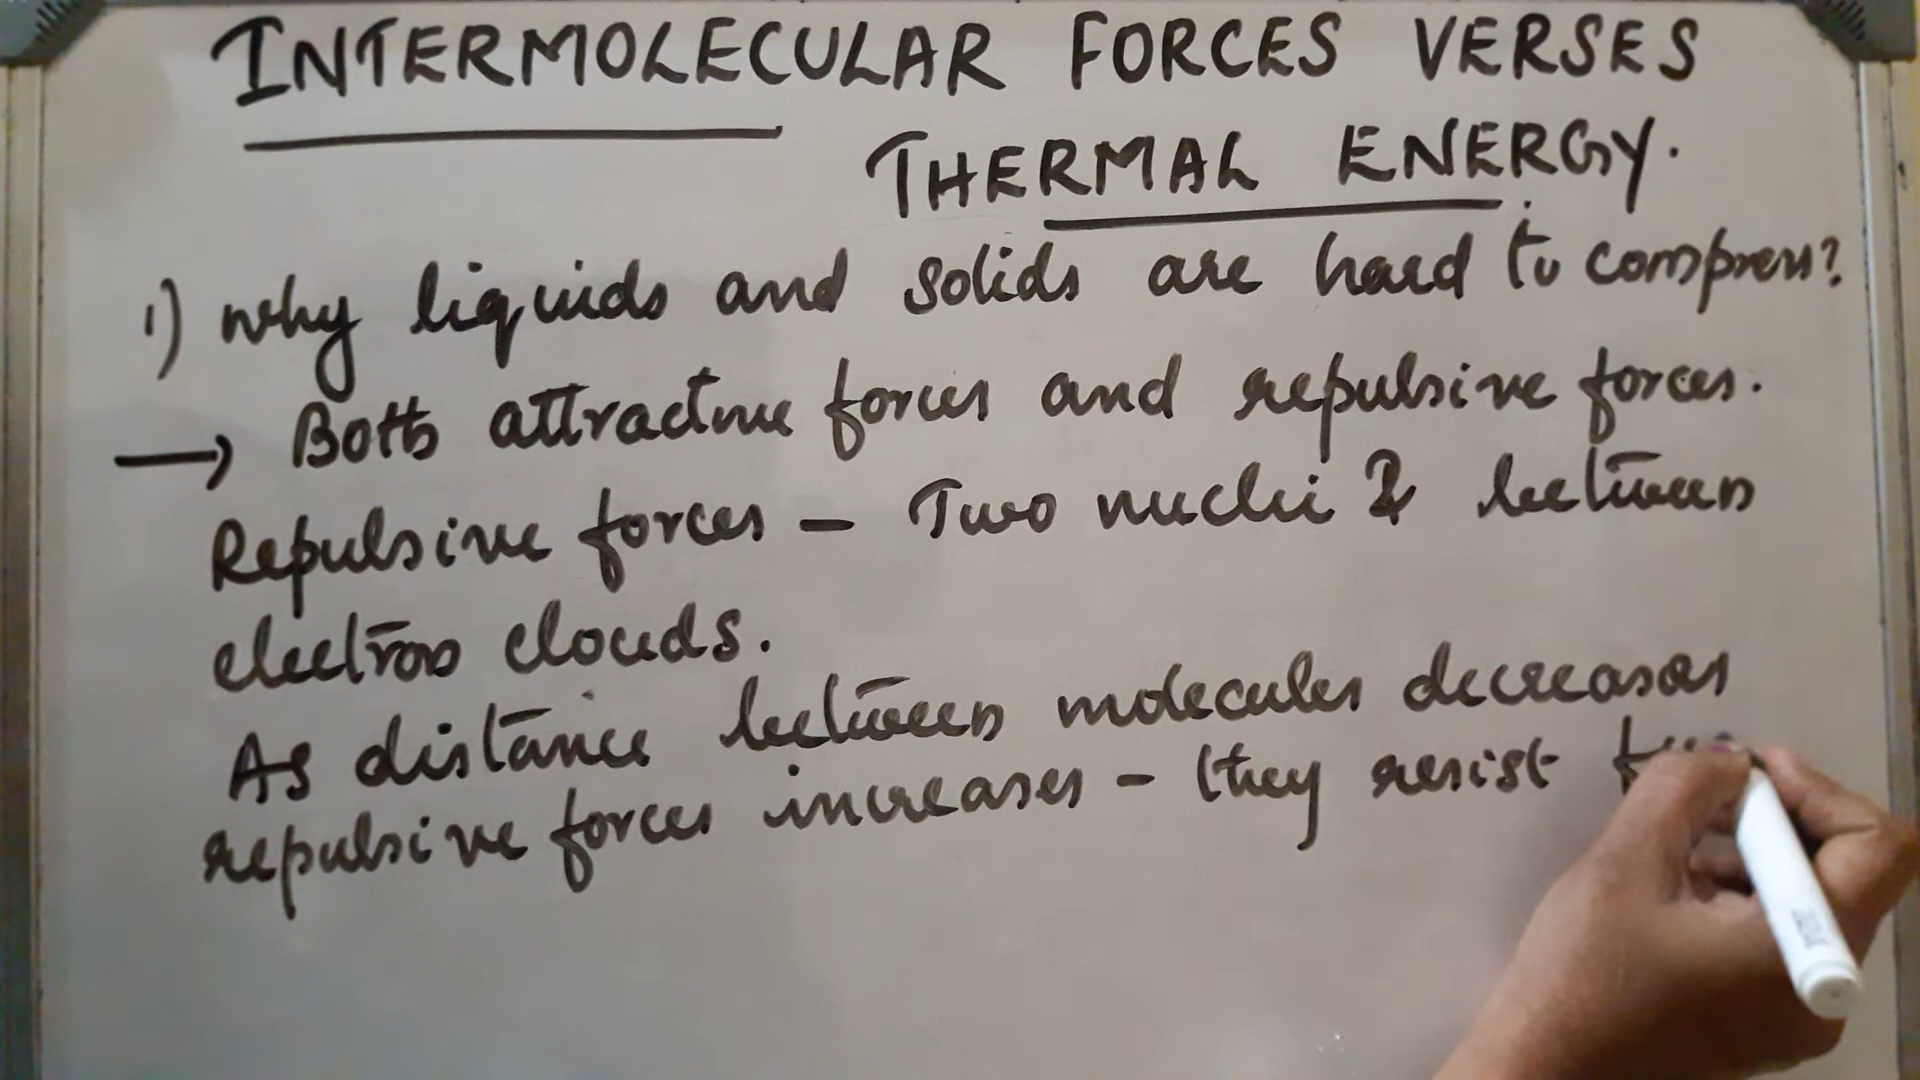 INTERMOLECULAR FORCES VERSES
THERMAL ENERGY.
1) Why liquids and solids are hard to compress?
→ Both attractive forces and repulsive forces.
Repulsive forces – Two nuclei & between
electron clouds.
As distance between molecules decreases
repulsive forces increases – they resist